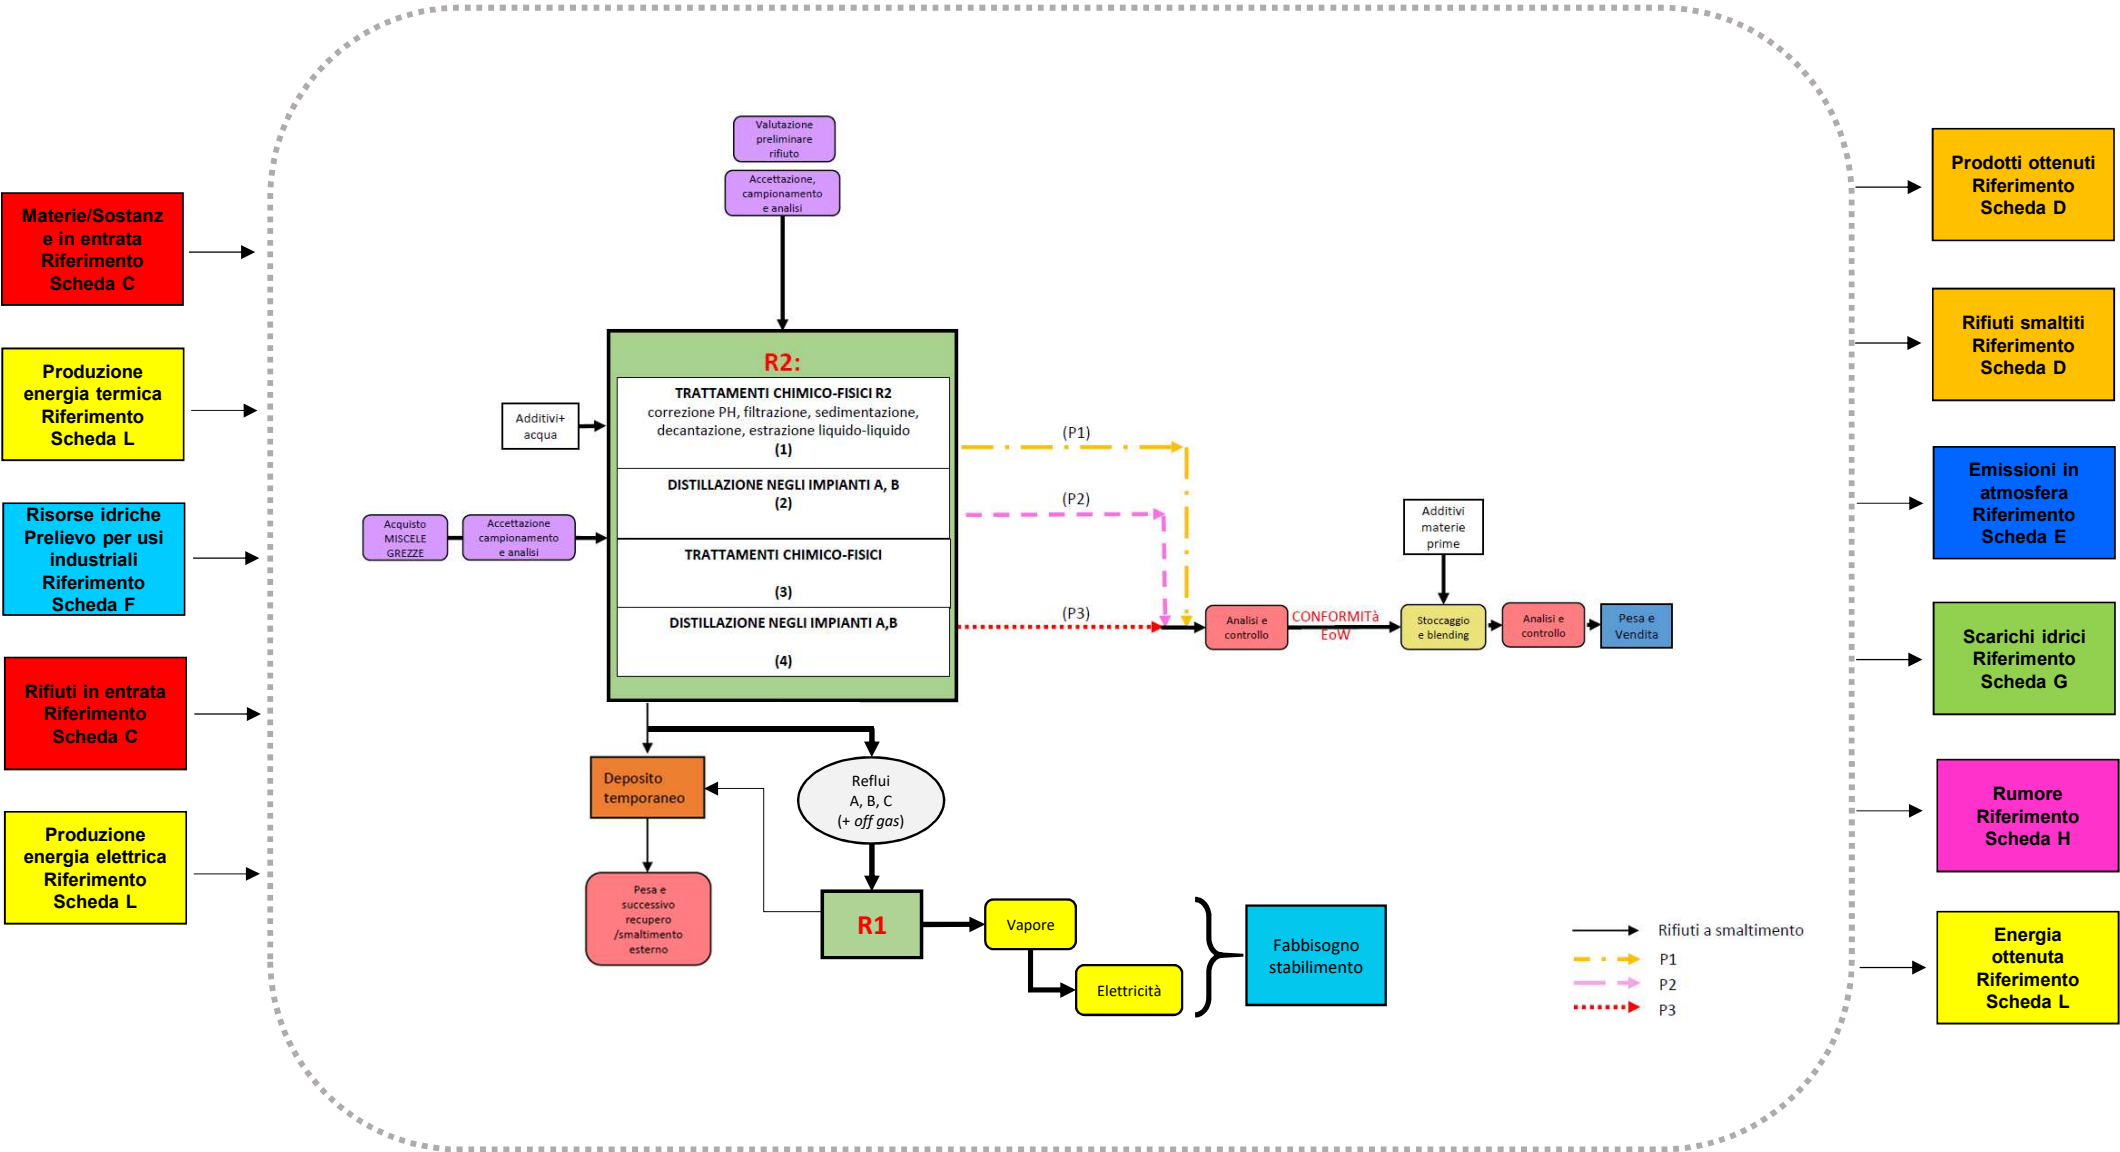 Materie/Sostanz
e in entrata
Riferimento
Scheda C
Produzione
energia termica
Riferimento
Scheda L
Risorse idriche
Prelievo per usi
industriali
Riferimento
Scheda F
Rifiuti in entrata
Riferimento
Scheda C
Produzione
energia elettrica
Riferimento
Scheda L
Valutazione
preliminare
rifiuto
Accettazione,
campionamento
e analisi
R2:
TRATTAMENTI CHIMICO-FISICI R2
correzione PH, filtrazione, sedimentazione,
decantazione, estrazione liquido-liquido
(1)
DISTILLAZIONE NEGLI IMPIANTI A, B
(2)
TRATTAMENTI CHIMICO-FISICI
(3)
DISTILLAZIONE NEGLI IMPIANTI A,B
(4)
Additivi+
acqua
Acquisto
MISCELE
GREZZE
Accettazione
campionamento
e analisi
(P1)
(P2)
(P3)
Analisi e
controllo
CONFORMITà
EoW
Additivi
materie
prime
Stoccaggio
e blending
Analisi e
controllo
Pesa e
Vendita
Deposito
temporaneo
Reflui
A, B, C
(+ off gas)
Pesa e
successivo
recupero
/smaltimento
esterno
R1
Vapore
Elettricità
Fabbisogno
stabilimento
Rifiuti a smaltimento
P1
P2
P3
Prodotti ottenuti
Riferimento
Scheda D
Rifiuti smaltiti
Riferimento
Scheda D
Emissioni in
atmosfera
Riferimento
Scheda E
Scarichi idrici
Riferimento
Scheda G
Rumore
Riferimento
Scheda H
Energia
ottenuta
Riferimento
Scheda L